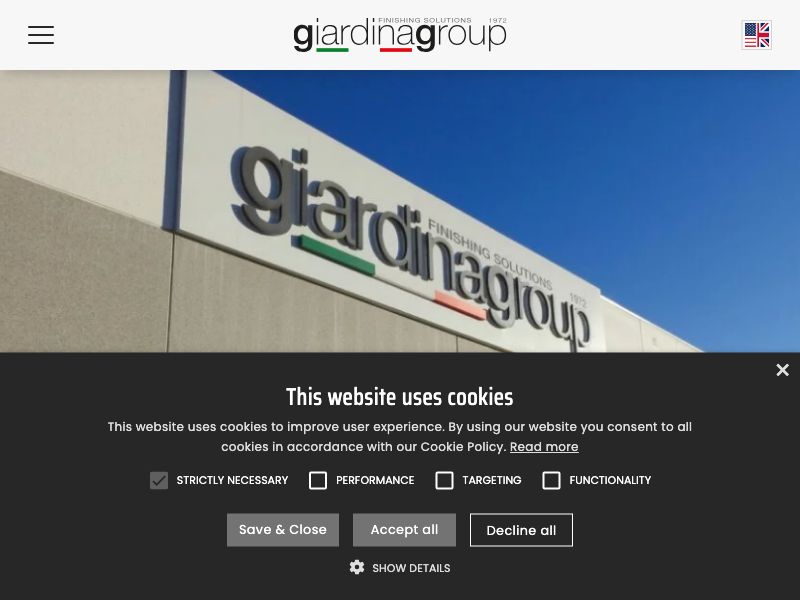 FINISHING SOLUTIONS 1972
giardinagroup
giardinagroup
FINISHING SOLUTIONS 1972
This website uses cookies
This website uses cookies to improve user experience. By using our website you consent to all
cookies in accordance with our Cookie Policy. Read more
STRICTLY NECESSARY PERFORMANCE TARGETING FUNCTIONALITY
Save & Close Accept all Decline all
SHOW DETAILS